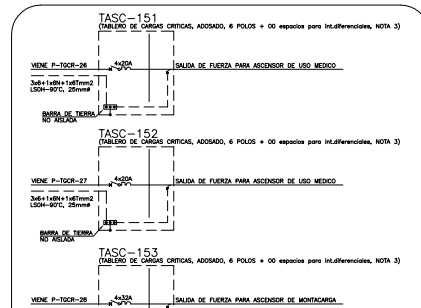 TASC-151
(TABLERO DE CARGAS CRITICAS, ADOSADO, 6 POLOS + 00 espacios para int.diferenciales, NOTA 3)
VIENE P-TGCR-26
4x20A
SALIDA DE FUERZA PARA ASCENSOR DE USO MEDICO
3x6+1x6N+1x6Tmm2
LSOH-90'C, 25mmø
BARRA DE TIERRA
NO AISLADA
TASC-152
(TABLERO DE CARGAS CRITICAS, ADOSADO, 6 POLOS + 00 espacios para int.diferenciales, NOTA 3)
VIENE P-TGCR-27
4x20A
SALIDA DE FUERZA PARA ASCENSOR DE USO MEDICO
3x6+1x6N+1x6Tmm2
LSOH-90'C, 25mmø
BARRA DE TIERRA
NO AISLADA
TASC-153
(TABLERO DE CARGAS CRITICAS, ADOSADO, 6 POLOS + 00 espacios para int.diferenciales, NOTA 3)
VIENE P-TGCR-28
4x32A
SALIDA DE FUERZA PARA ASCENSOR DE MONTACARGA